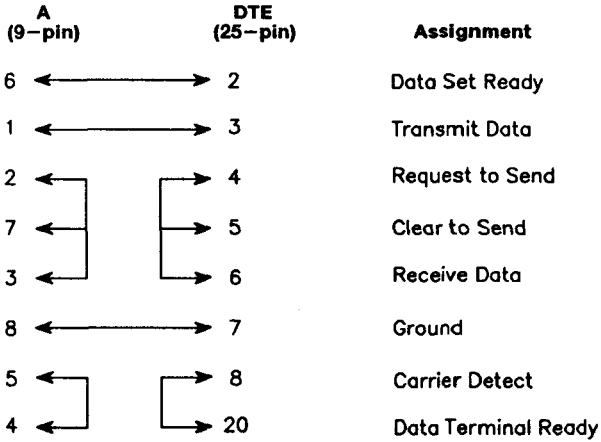 A DTE
(9-pin) (25-pin) Assignment
6 2 Data Set Ready
1 3 Transmit Data
2 4 Request to Send
7 5 Clear to Send
3 6 Receive Data
8 7 Ground
5 8 Carrier Detect
4 20 Data Terminal Ready